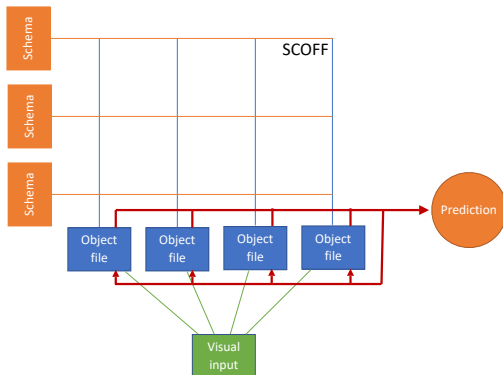 Schema
SCOFF
Schema
Schema
Prediction
Object
file
Object
file
Object
file
Object
file
Visual
input